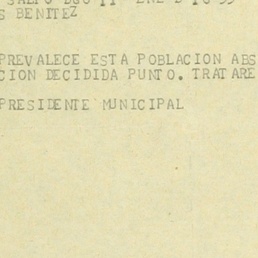 S BENITEZ
PREVALECE ESTA POBLACION ABS
CION DECIDIDA PUNTO. TRATARE
PRESIDENTE MUNICIPAL